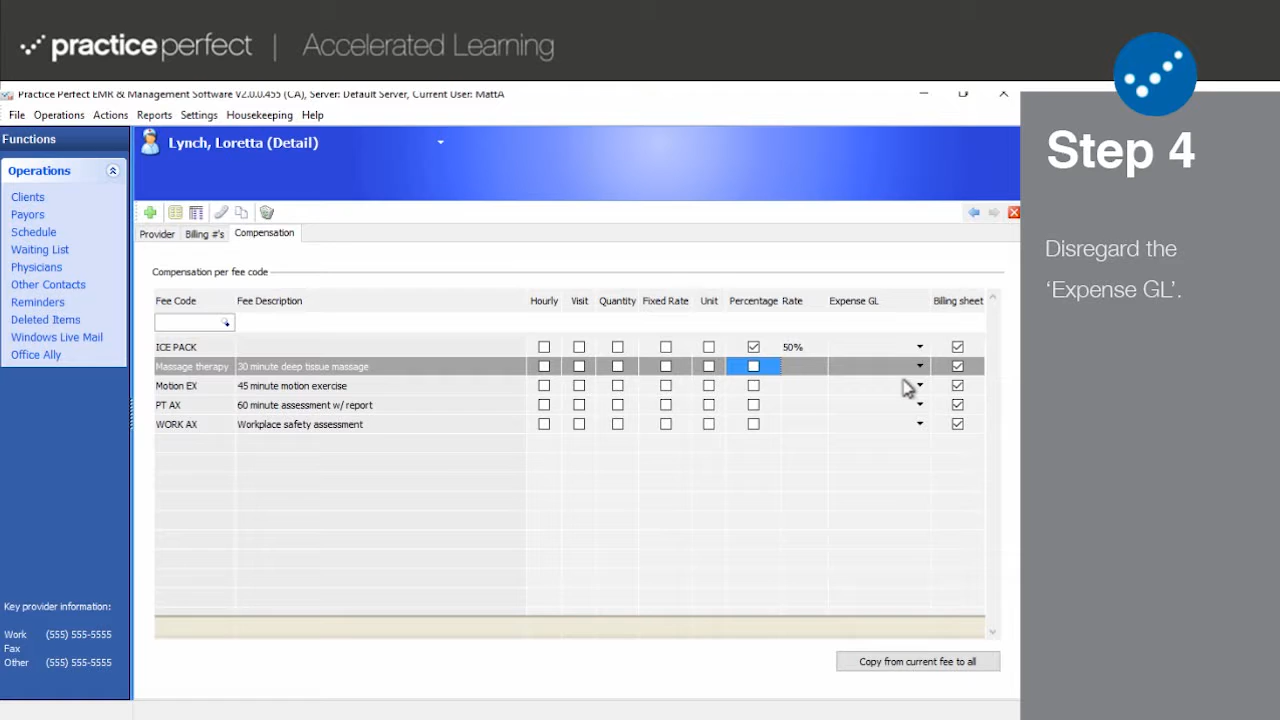 practiceperfect | Accelerated Learning
Practice Perfect EMR & Management Software V2.0.0.455 (CA), Server: Default Server, Current User: MattA
File Operations Actions Reports Settings Housekeeping Help
Functions
Lynch, Loretta (Detail)
Operations
Clients
Payors
Schedule
Waiting List
Physicians
Other Contacts
Reminders
Deleted Items
Windows Live Mail
Office Ally
Provider Billing #'s Compensation
Compensation per fee code
Fee Code Fee Description Hourly Visit Quantity Fixed Rate Unit Percentage Rate Expense GL Billing sheet
ICE PACK 50%
Massage therapy 30 minute deep tissue massage
Motion EX 45 minute motion exercise
PT AX 60 minute assessment w/ report
WORK AX Workplace safety assessment
Key provider information:
Work (555) 555-5555
Fax
Other (555) 555-5555
Copy from current fee to all
Step 4
Disregard the
‘Expense GL’.